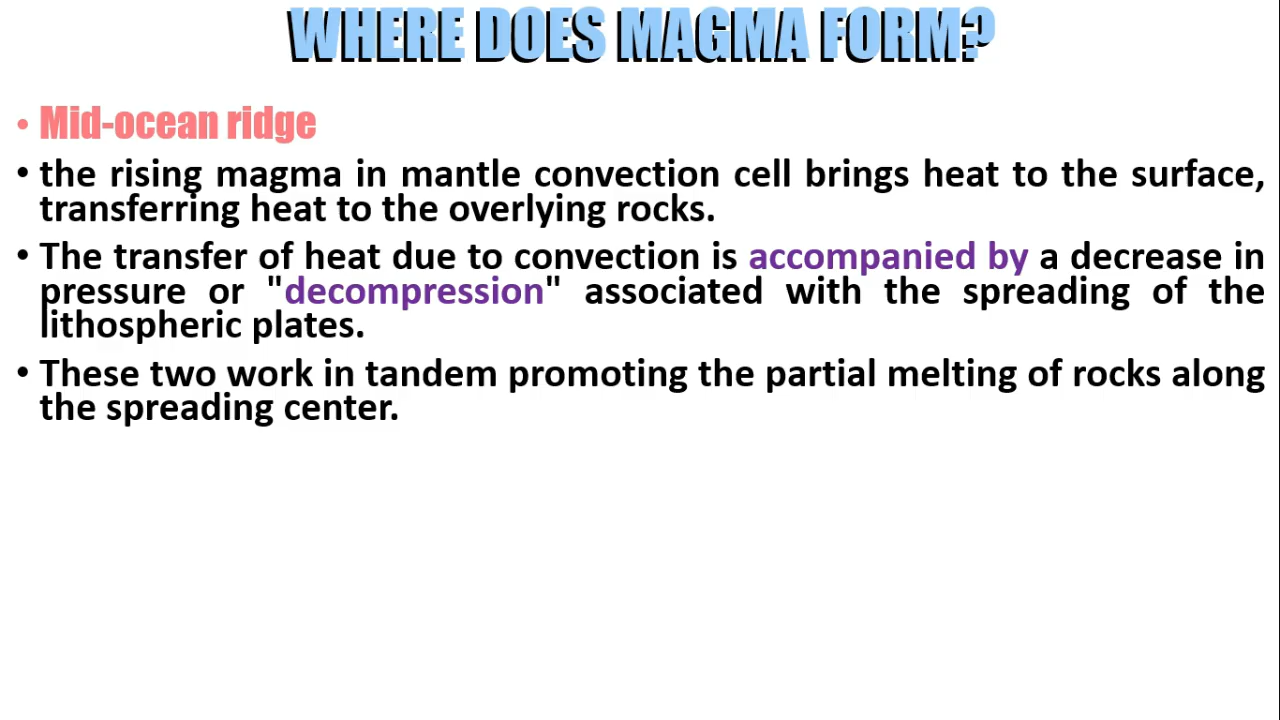 WHERE DOES MAGMA FORM?
• Mid-ocean ridge
• the rising magma in mantle convection cell brings heat to the surface,
transferring heat to the overlying rocks.
• The transfer of heat due to convection is accompanied by a decrease in
pressure or "decompression" associated with the spreading of the
lithospheric plates.
• These two work in tandem promoting the partial melting of rocks along
the spreading center.